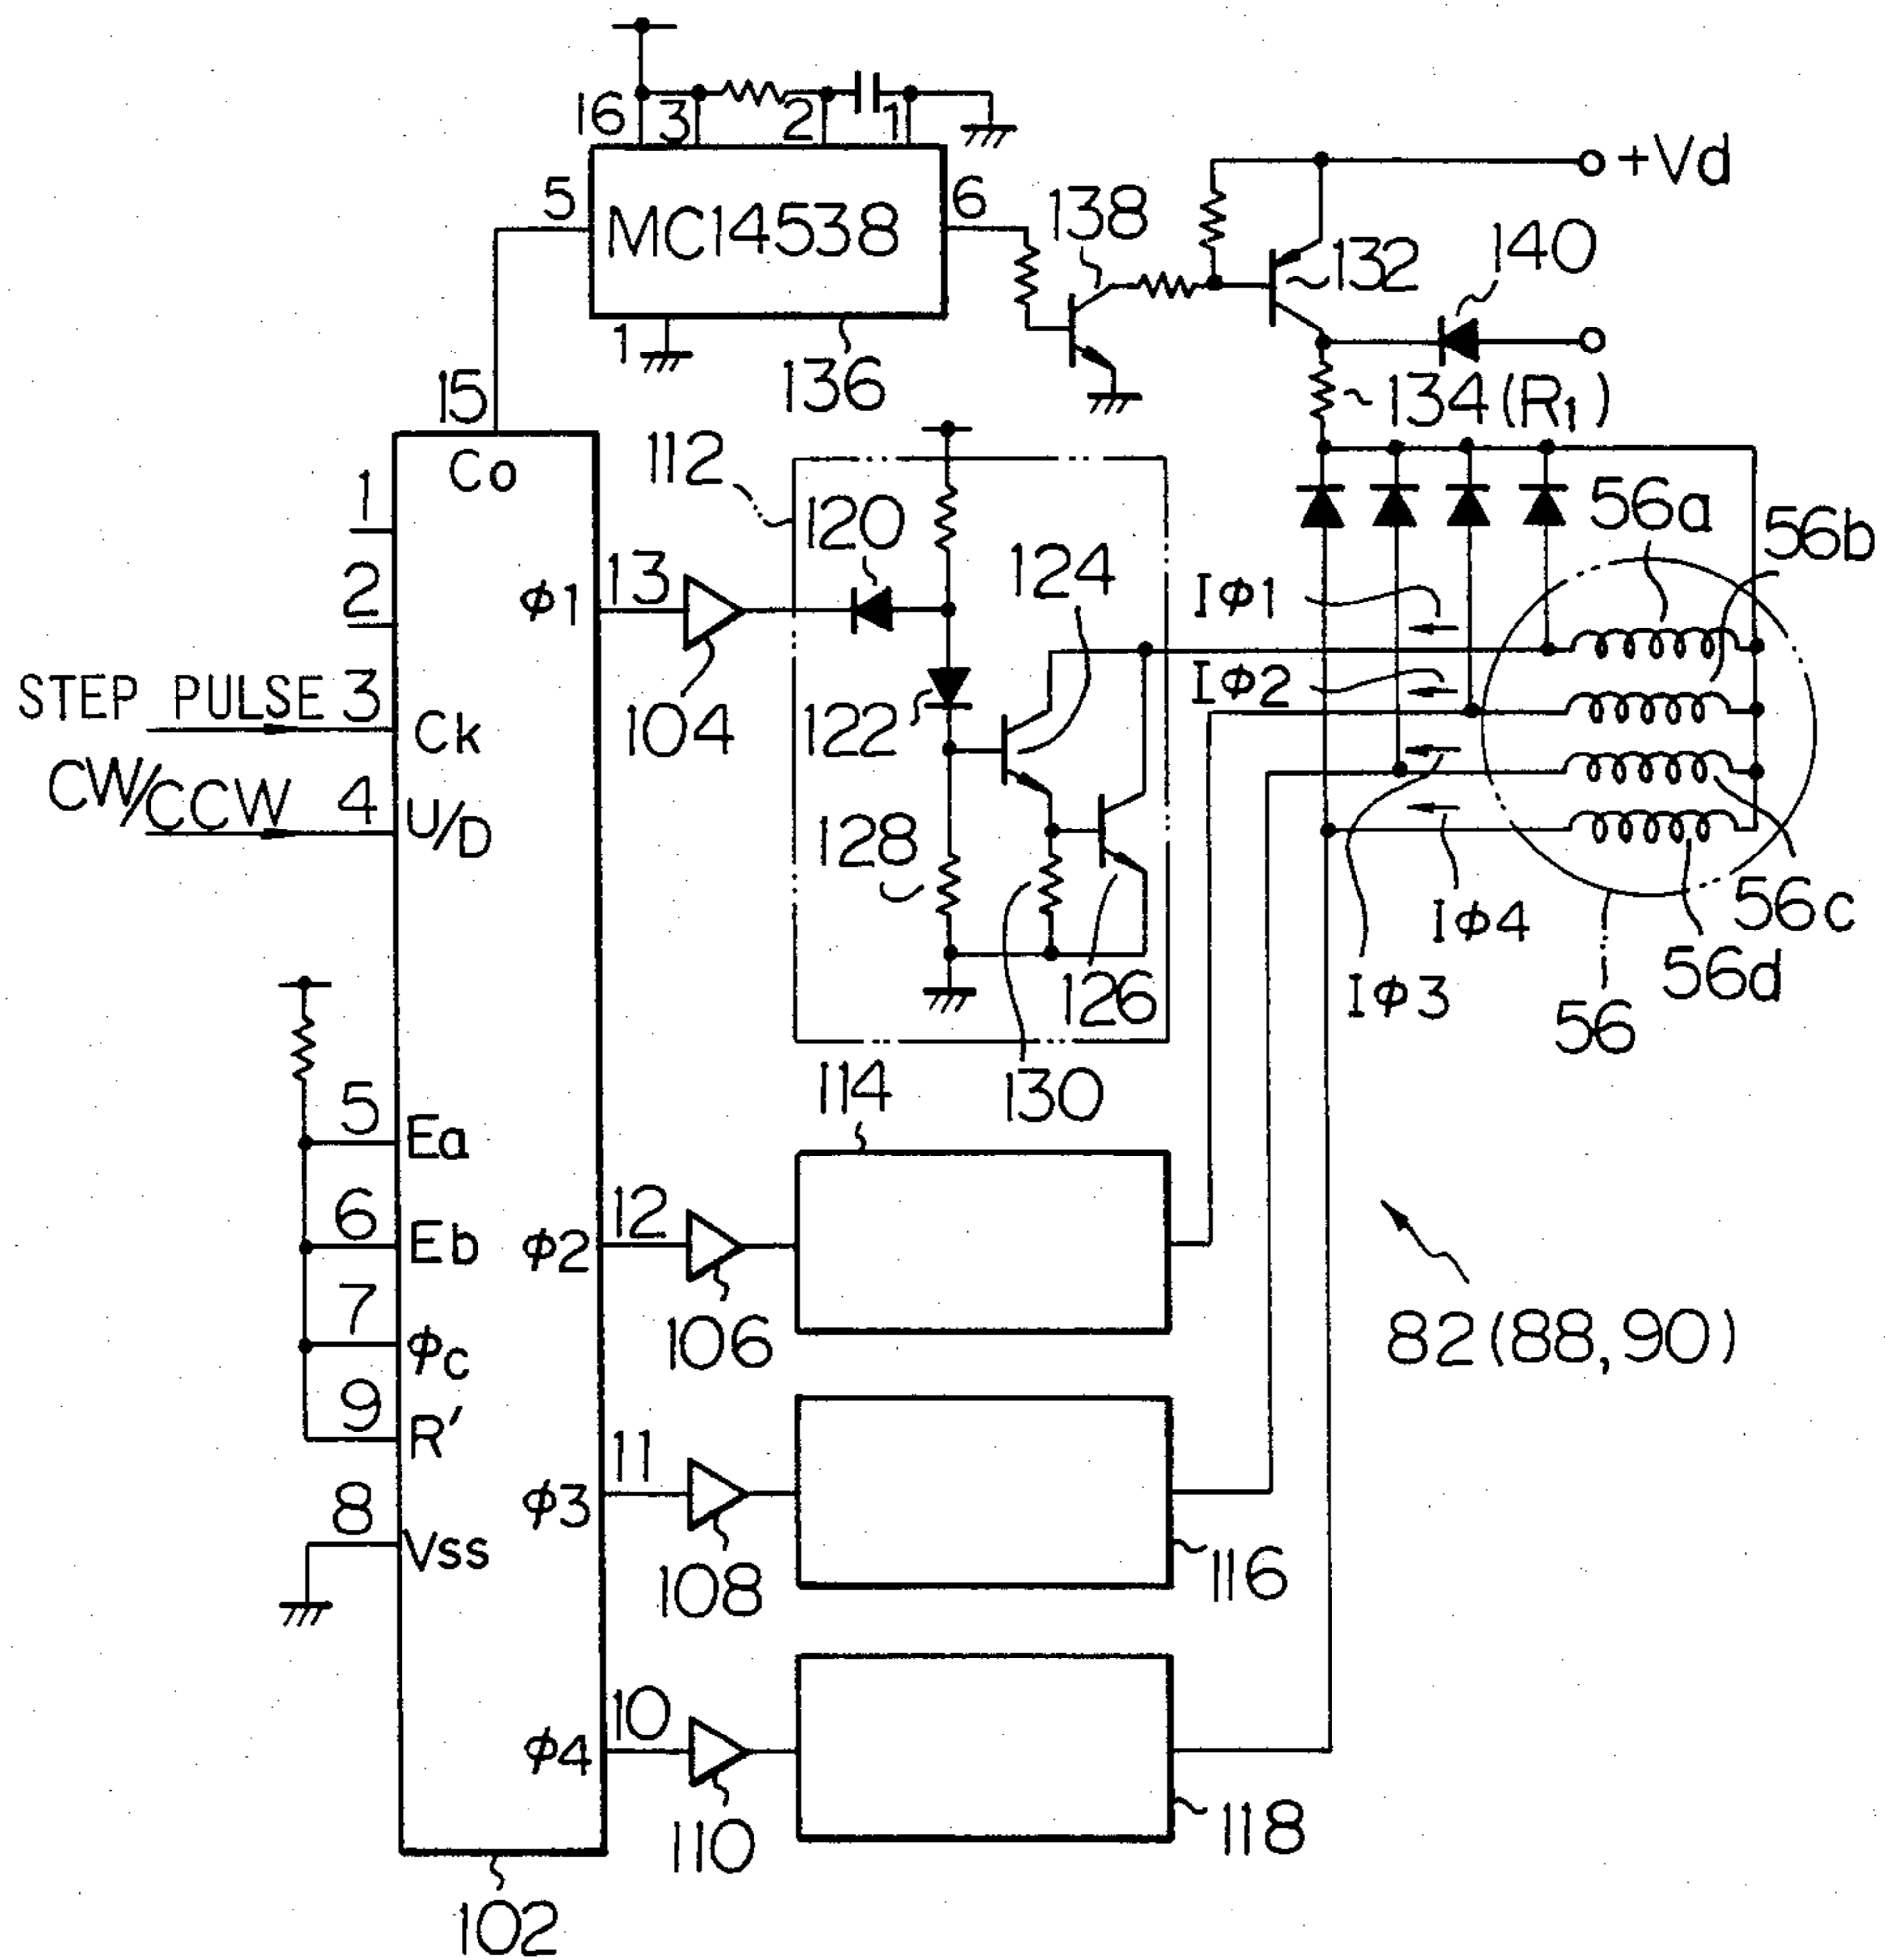 16 3 2 1
5 MC14538 6
1
136
138
+Vd
132
140
134 (R1)
15
Co
112
120
124
122
128
126
130
1
2
STEP PULSE 3 Ck
CW/CCW 4 U/D
φ1 13
104
Iφ1
Iφ2
Iφ3
Iφ4
56a
56b
56c
56d
56
5 Ea
6 Eb
7 φc
9 R'
8 Vss
φ2 12
106
114
φ3 11
108
116
φ4 10
110
118
82 (88, 90)
102